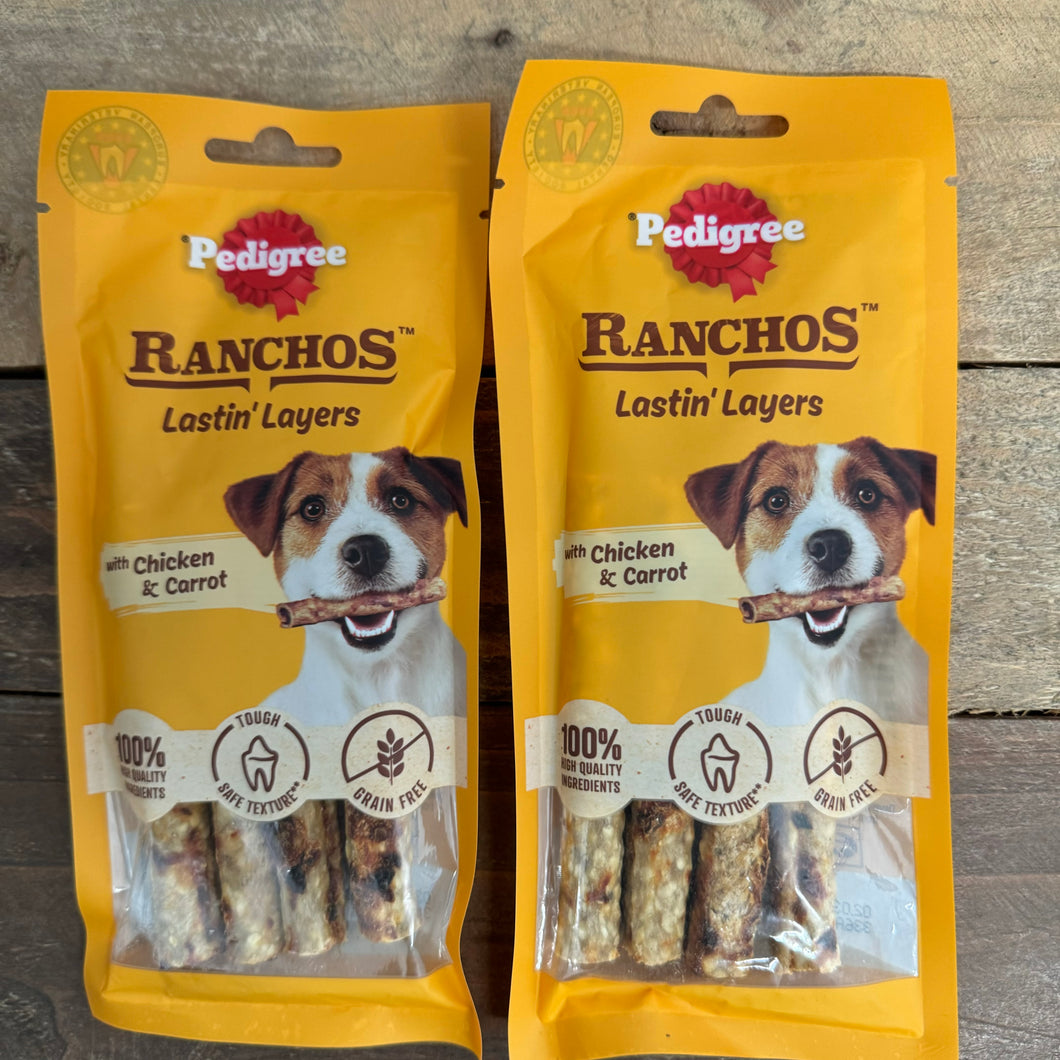 ® Pedigree
RANCHOS™
Lastin' Layers
with Chicken
& Carrot
100%
HIGH QUALITY
INGREDIENTS
TOUGH
SAFE TEXTURE**
GRAIN FREE
® Pedigree
RANCHOS™
Lastin' Layers
with Chicken
& Carrot
100%
HIGH QUALITY
INGREDIENTS
TOUGH
SAFE TEXTURE**
GRAIN FREE